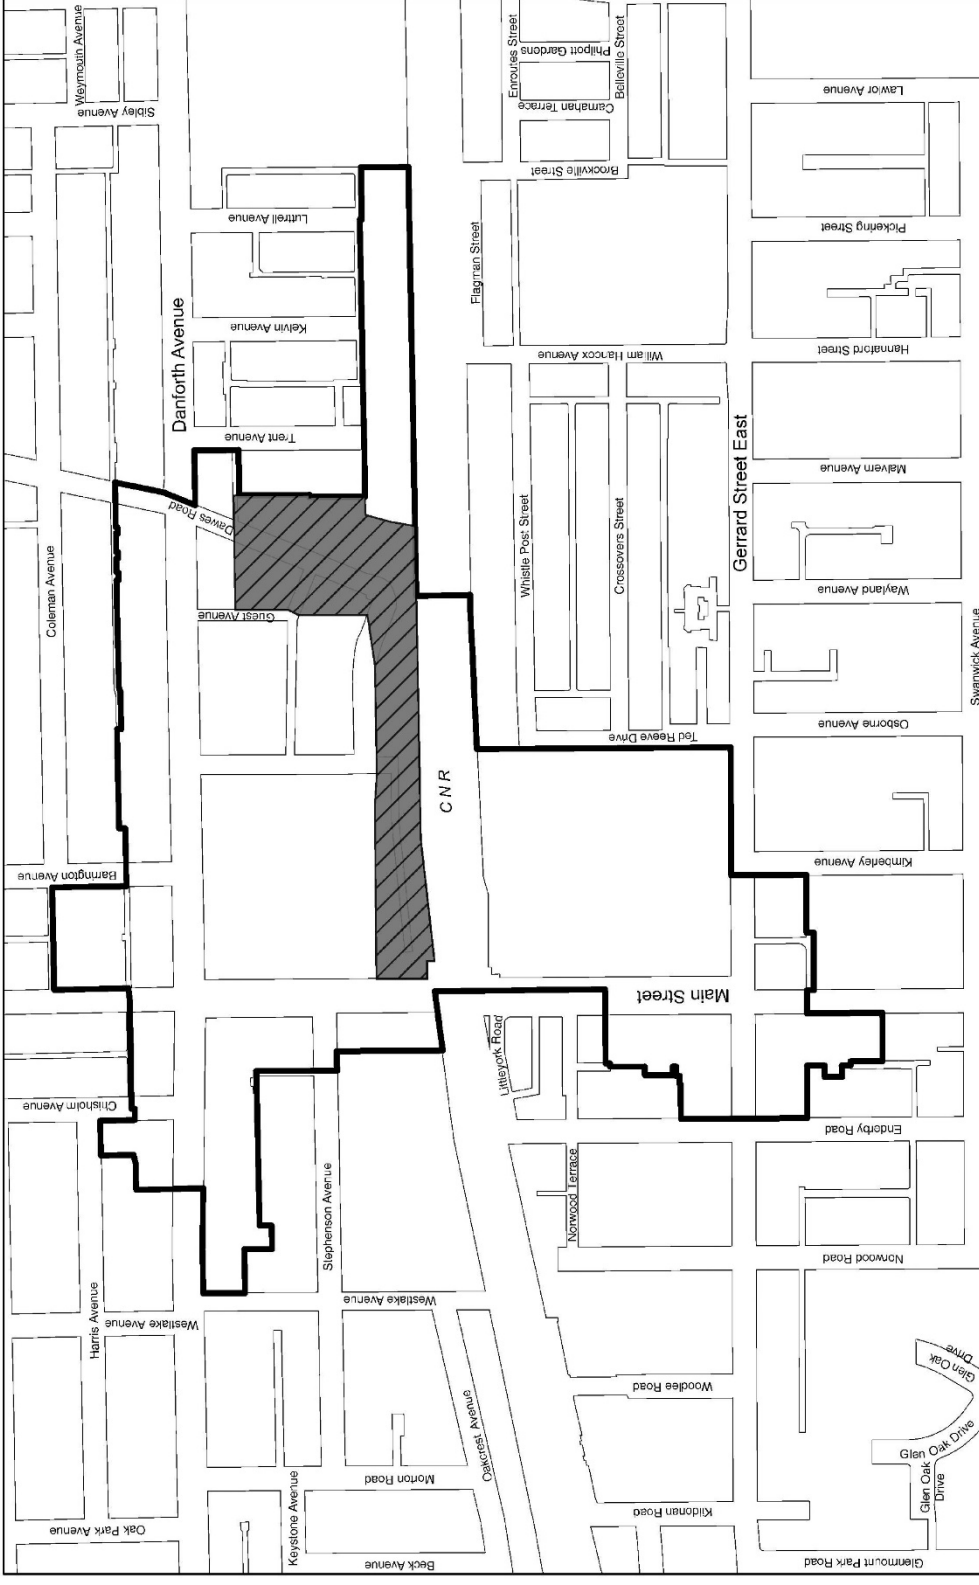 Weymouth Avenue
Sibley Avenue
Enroutes Street
Philpott Gardens
Belleville Street
Carnahan Terrace
Lawlor Avenue
Brockville Street
Luttrell Avenue
Flagman Street
Pickering Street
Danforth Avenue
Kelvin Avenue
William Hancox Avenue
Hannaford Street
Trent Avenue
Gerrard Street East
Malvern Avenue
Dawes Road
Whistle Post Street
Crossovers Street
Coleman Avenue
Guest Avenue
Wayland Avenue
Swanwick Avenue
Ted Reeve Drive
Osborne Avenue
CNR
Barrington Avenue
Kimberley Avenue
Main Street
Littleyork Road
Chisholm Avenue
Enderby Road
Stephenson Avenue
Norwood Terrace
Norwood Road
Harris Avenue
Westlake Avenue
Westlake Avenue
Glen Oak
Drive
Woodlee Road
Oakcrest Avenue
Glen Oak Drive
Morton Road
Glen Oak
Drive
Oak Park Avenue
Keystone Avenue
Kildonan Road
Beck Avenue
Glenmount Park Road